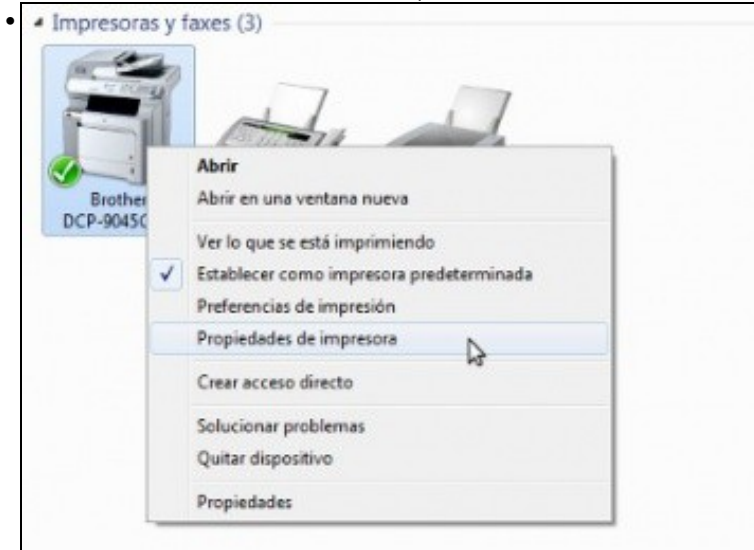 Impresoras y faxes (3)
Brother
DCP-9045C
Abrir
Abrir en una ventana nueva
Ver lo que se está imprimiendo
Establecer como impresora predeterminada
Preferencias de impresión
Propiedades de impresora
Crear acceso directo
Solucionar problemas
Quitar dispositivo
Propiedades